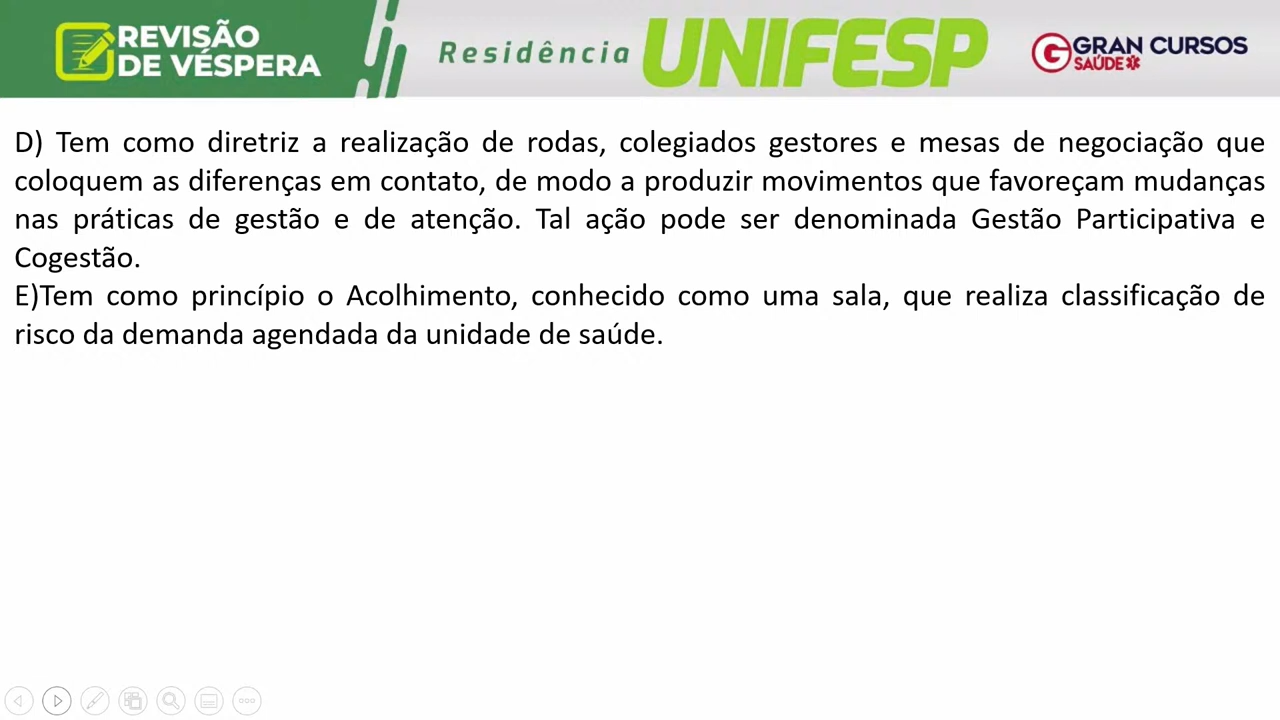 REVISÃO
DE VÉSPERA
Residência UNIFESP
GRAN CURSOS
SAÚDE
D) Tem como diretriz a realização de rodas, colegiados gestores e mesas de negociação que
coloquem as diferenças em contato, de modo a produzir movimentos que favoreçam mudanças
nas práticas de gestão e de atenção. Tal ação pode ser denominada Gestão Participativa e
Cogestão.
E)Tem como princípio o Acolhimento, conhecido como uma sala, que realiza classificação de
risco da demanda agendada da unidade de saúde.